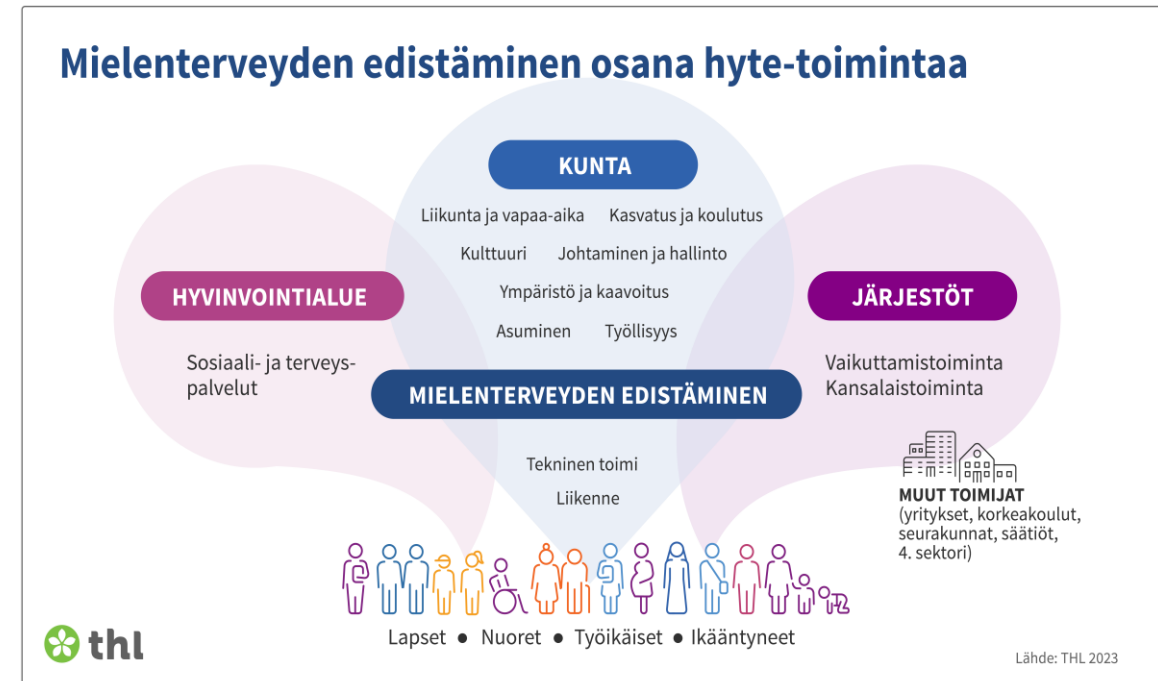 Mielenterveyden edistäminen osana hyte-toimintaa
KUNTA
Liikunta ja vapaa-aika Kasvatus ja koulutus
Kulttuuri Johtaminen ja hallinto
Ympäristö ja kaavoitus
Asuminen Työllisyys
HYVINVOINTIALUE
Sosiaali- ja terveys-
palvelut
JÄRJESTÖT
Vaikuttamistoiminta
Kansalaistoiminta
MIELENTERVEYDEN EDISTÄMINEN
Tekninen toimi
Liikenne
MUUT TOIMIJAT
(yritykset, korkeakoulut,
seurakunnat, säätiöt,
4. sektori)
Lapset ● Nuoret ● Työikäiset ● Ikääntyneet
thl
Lähde: THL 2023